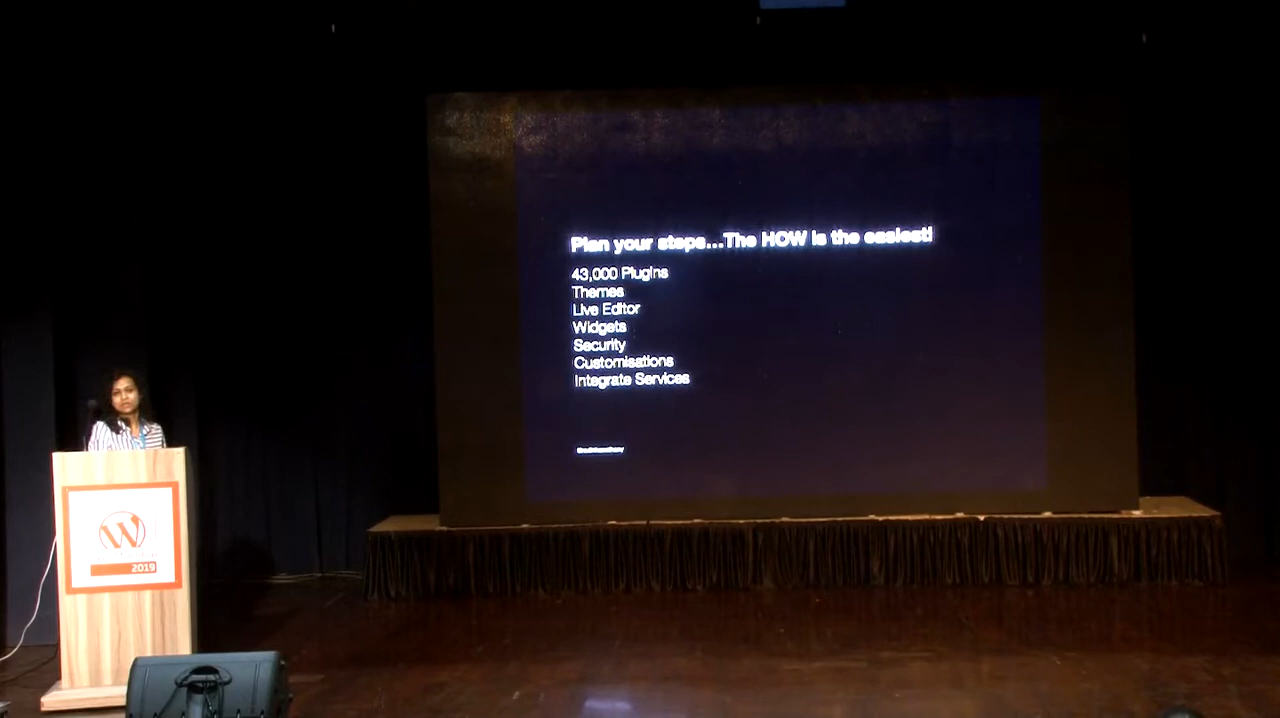 Plan your steps...The HOW is the easiest!
43,000 Plugins
Themes
Live Editor
Widgets
Security
Customisations
Integrate Services
W
2019